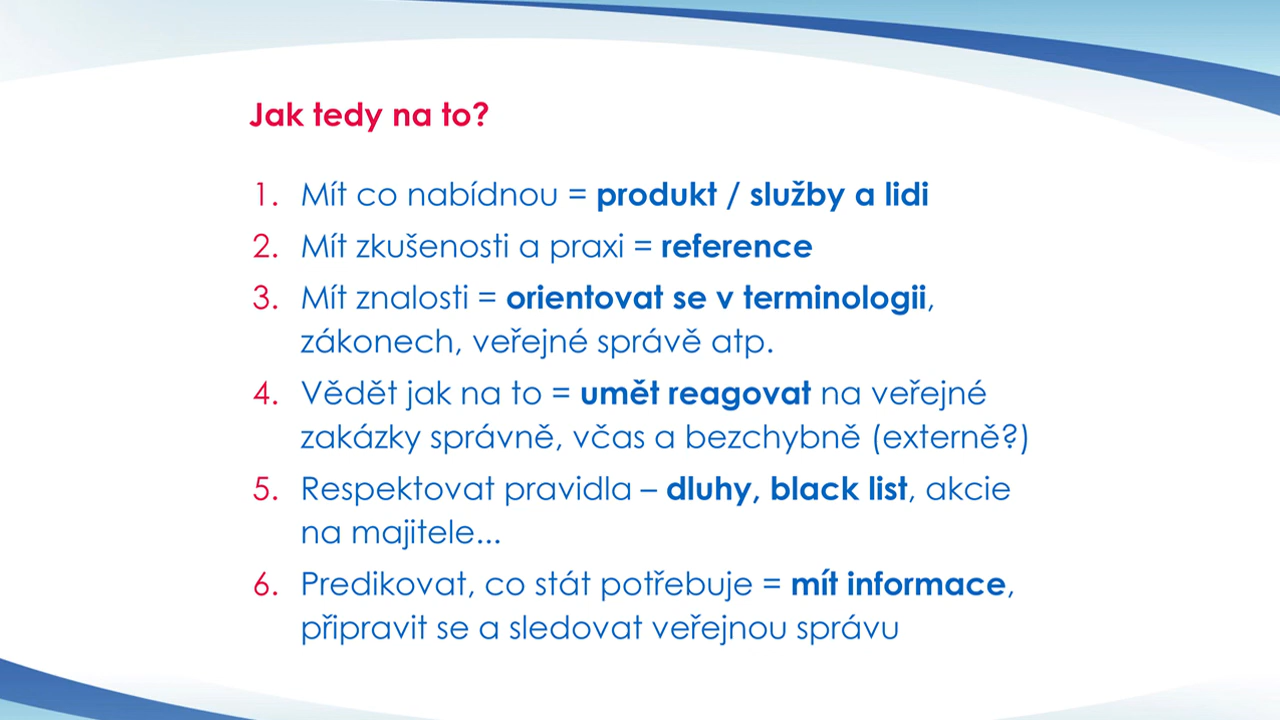 Jak tedy na to?
1. Mít co nabídnou = produkt / služby a lidi
2. Mít zkušenosti a praxi = reference
3. Mít znalosti = orientovat se v terminologii,
zákonech, veřejné správě atp.
4. Vědět jak na to = umět reagovat na veřejné
zakázky správně, včas a bezchybně (externě?)
5. Respektovat pravidla – dluhy, black list, akcie
na majitele...
6. Predikovat, co stát potřebuje = mít informace,
připravit se a sledovat veřejnou správu